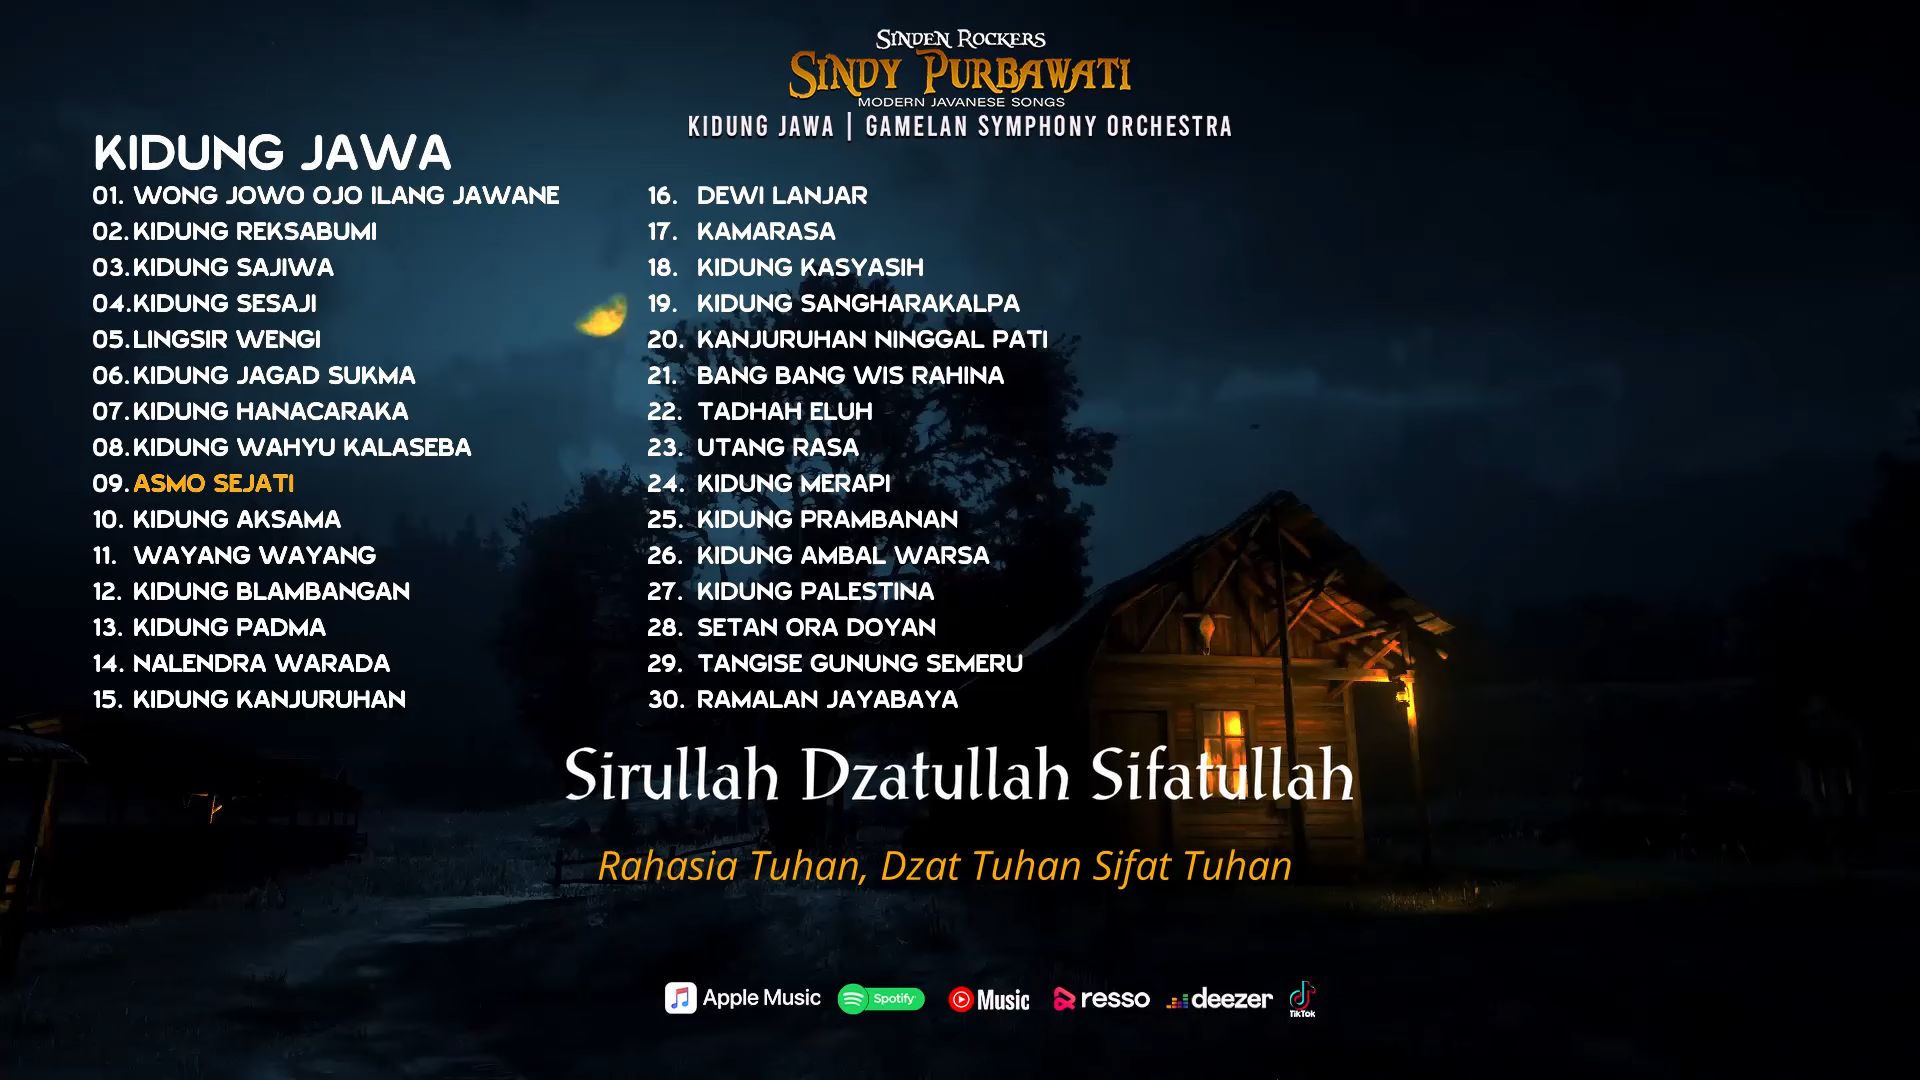 SINDEN ROCKERS
SINDY PURBAWATI
MODERN JAVANESE SONGS
KIDUNG JAWA | GAMELAN SYMPHONY ORCHESTRA
KIDUNG JAWA
01. WONG JOWO OJO ILANG JAWANE
02. KIDUNG REKSABUMI
03. KIDUNG SAJIWA
04. KIDUNG SESAJI
05. LINGSIR WENGI
06. KIDUNG JAGAD SUKMA
07. KIDUNG HANACARAKA
08. KIDUNG WAHYU KALASEBA
09. ASMO SEJATI
10. KIDUNG AKSAMA
11. WAYANG WAYANG
12. KIDUNG BLAMBANGAN
13. KIDUNG PADMA
14. NALENDRA WARADA
15. KIDUNG KANJURUHAN
16. DEWI LANJAR
17. KAMARASA
18. KIDUNG KASYASIH
19. KIDUNG SANGHARAKALPA
20. KANJURUHAN NINGGAL PATI
21. BANG BANG WIS RAHINA
22. TADHAH ELUH
23. UTANG RASA
24. KIDUNG MERAPI
25. KIDUNG PRAMBANAN
26. KIDUNG AMBAL WARSA
27. KIDUNG PALESTINA
28. SETAN ORA DOYAN
29. TANGISE GUNUNG SEMERU
30. RAMALAN JAYABAYA
Sirullah Dzatullah Sifatullah
Rahasia Tuhan, Dzat Tuhan Sifat Tuhan
Apple Music Spotify Music resso deezer TikTok